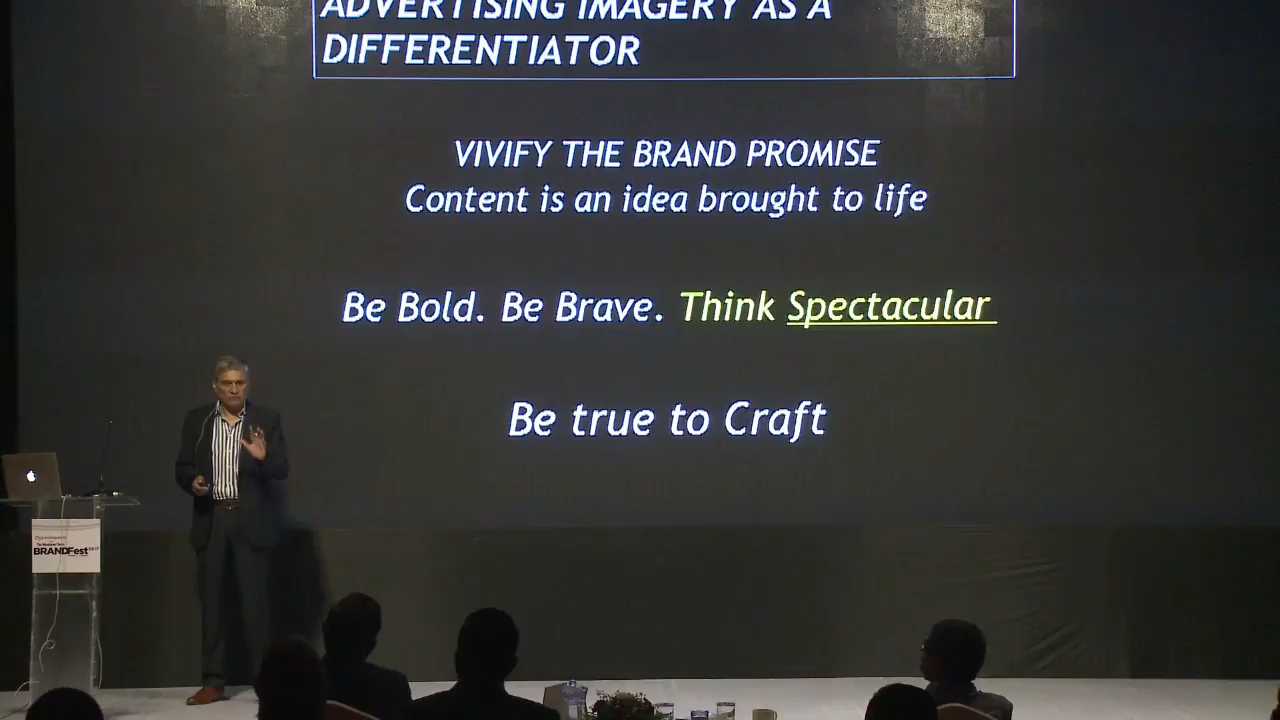 ADVERTISING IMAGERY AS A
DIFFERENTIATOR
VIVIFY THE BRAND PROMISE
Content is an idea brought to life
Be Bold. Be Brave. Think Spectacular
Be true to Craft
BRANDFest